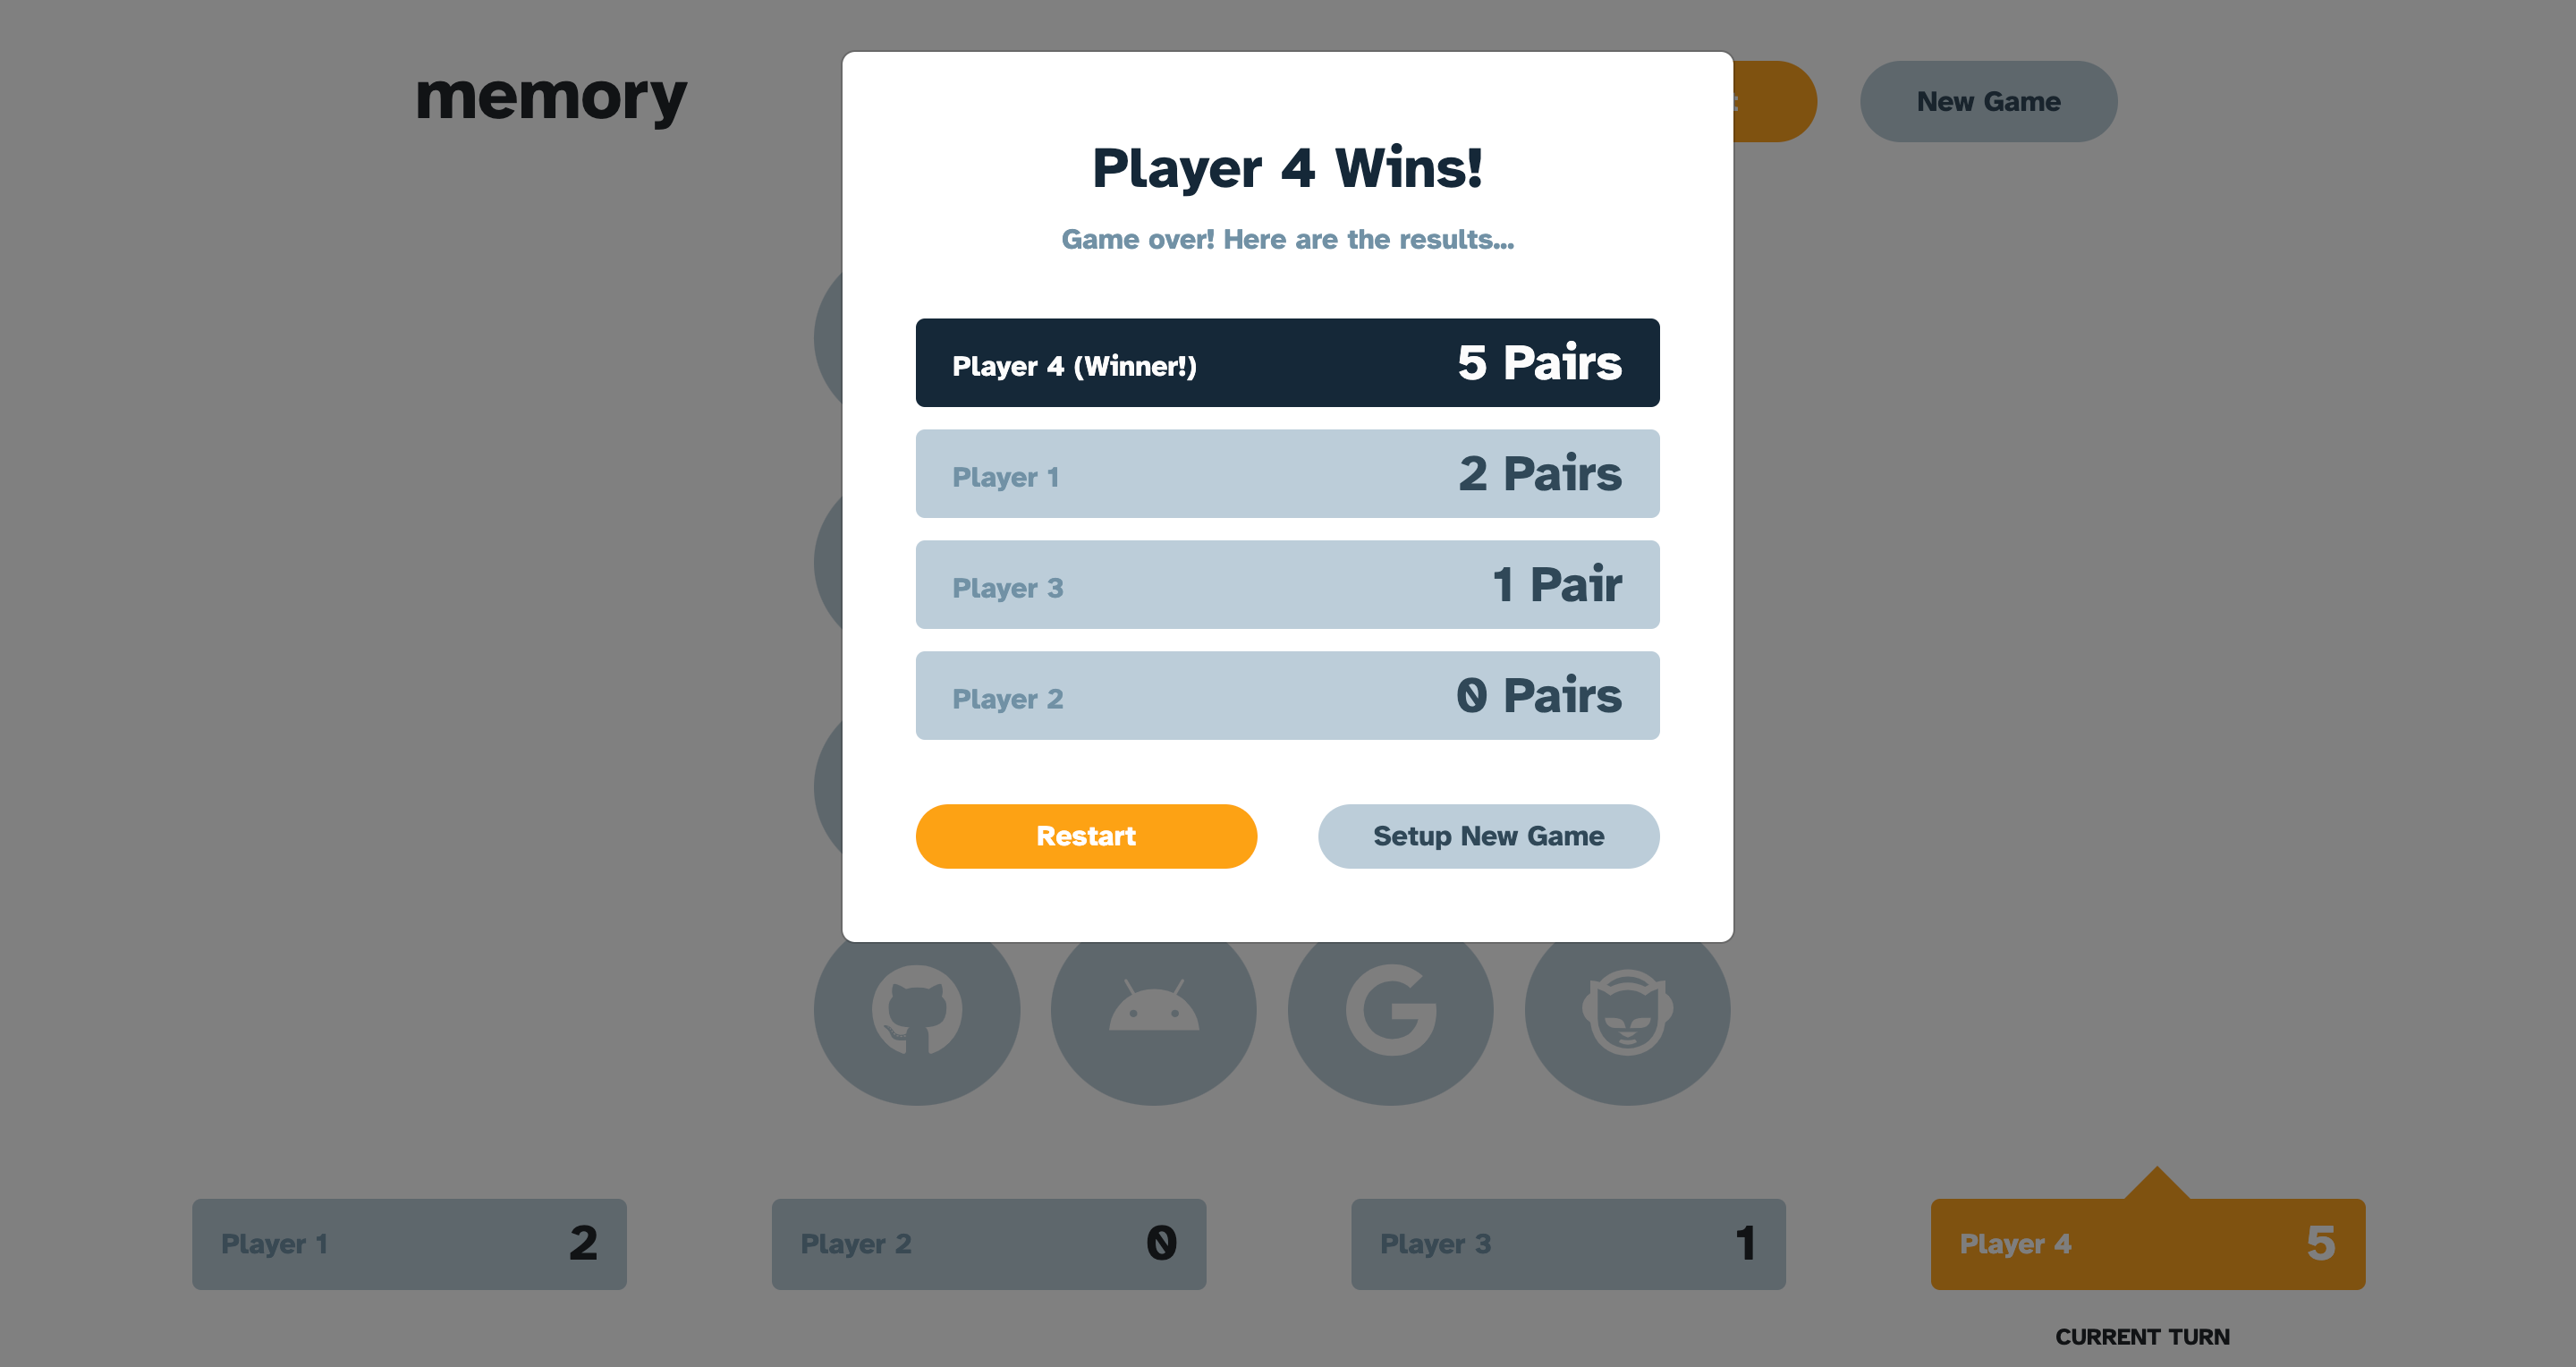 memory
New Game
Player 4 Wins!
Game over! Here are the results...
Player 4 (Winner!) 5 Pairs
Player 1 2 Pairs
Player 3 1 Pair
Player 2 0 Pairs
Restart Setup New Game
Player 1 2 Player 2 0 Player 3 1 Player 4 5
CURRENT TURN